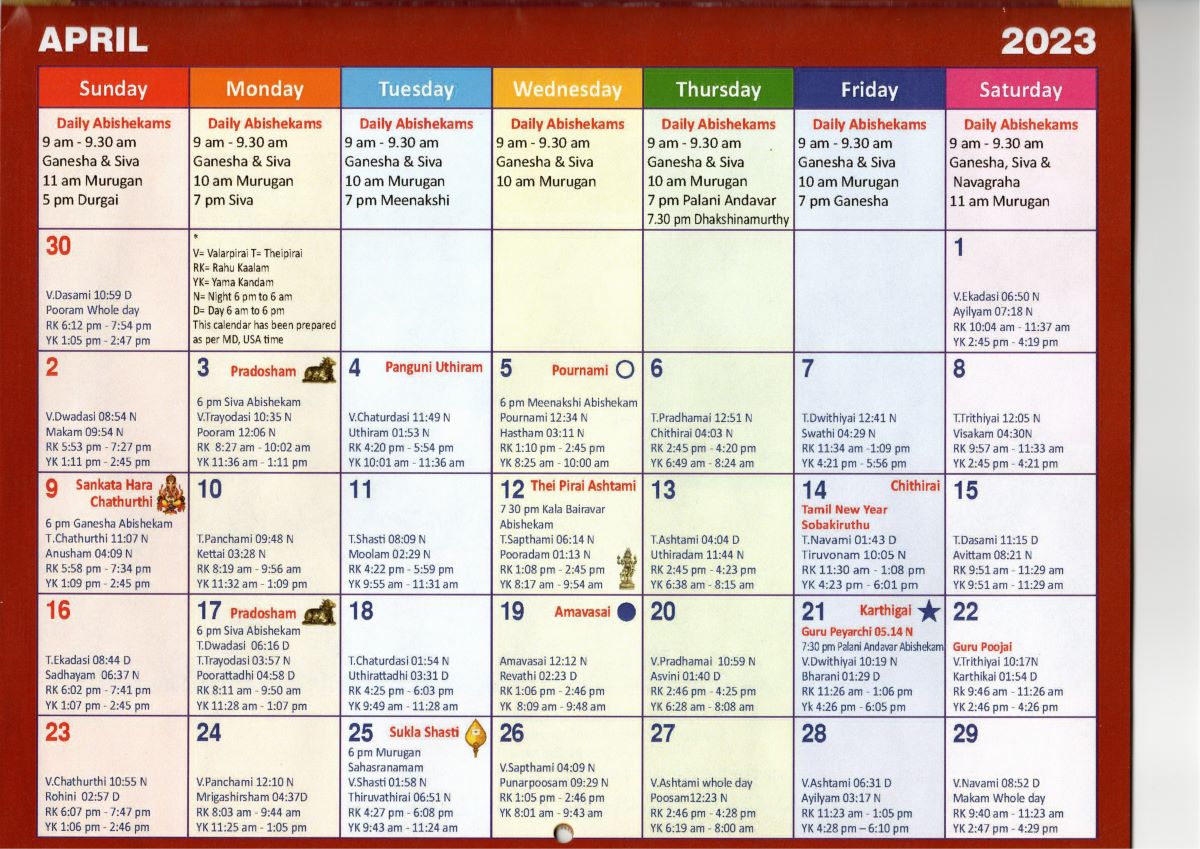 APRIL
2023
Sunday
Monday
Tuesday
Wednesday
Thursday
Friday
Saturday
Daily Abishekams
9 am - 9.30 am
Ganesha & Siva
11 am Murugan
5 pm Durgai
Daily Abishekams
9 am - 9.30 am
Ganesha & Siva
10 am Murugan
7 pm Siva
Daily Abishekams
9 am - 9.30 am
Ganesha & Siva
10 am Murugan
7 pm Meenakshi
Daily Abishekams
9 am - 9.30 am
Ganesha & Siva
10 am Murugan
Daily Abishekams
9 am - 9.30 am
Ganesha & Siva
10 am Murugan
7 pm Palani Andavar
7.30 pm Dhakshinamurthy
Daily Abishekams
9 am - 9.30 am
Ganesha & Siva
10 am Murugan
7 pm Ganesha
Daily Abishekams
9 am - 9.30 am
Ganesha, Siva &
Navagraha
11 am Murugan
30
V.Dasami 10:59 D
Pooram Whole day
RK 6:12 pm - 7:54 pm
YK 1:05 pm - 2:47 pm
*
V= Valarpirai T= Theipirai
RK= Rahu Kaalam
YK= Yama Kandam
N= Night 6 pm to 6 am
D= Day 6 am to 6 pm
This calendar has been prepared
as per MD, USA time
1
V.Ekadasi 06:50 N
Ayilyam 07:18 N
RK 10:04 am - 11:37 am
YK 2:45 pm - 4:19 pm
2
V.Dwadasi 08:54 N
Makam 09:54 N
RK 5:53 pm - 7:27 pm
YK 1:11 pm - 2:45 pm
3 Pradosham
6 pm Siva Abishekam
V.Trayodasi 10:35 N
Pooram 12:06 N
RK 8:27 am - 10:02 am
YK 11:36 am - 1:11 pm
4 Panguni Uthiram
V.Chaturdasi 11:49 N
Uthiram 01:53 N
RK 4:20 pm - 5:54 pm
YK 10:01 am - 11:36 am
5 Pournami
6 pm Meenakshi Abishekam
Pournami 12:34 N
Hastham 03:11 N
RK 1:10 pm - 2:45 pm
YK 8:25 am - 10:00 am
6
T.Pradhamai 12:51 N
Chithirai 04:03 N
RK 2:45 pm - 4:20 pm
YK 6:49 am - 8:24 am
7
T.Dwithiyai 12:41 N
Swathi 04:29 N
RK 11:34 am -1:09 pm
YK 4:21 pm - 5:56 pm
8
T.Trithiyai 12:05 N
Visakam 04:30N
RK 9:57 am - 11:33 am
YK 2:45 pm - 4:21 pm
9 Sankata Hara
Chathurthi
6 pm Ganesha Abishekam
T.Chathurthi 11:07 N
Anusham 04:09 N
RK 5:58 pm - 7:34 pm
YK 1:09 pm - 2:45 pm
10
T.Panchami 09:48 N
Kettai 03:28 N
RK 8:19 am - 9:56 am
YK 11:32 am - 1:09 pm
11
T.Shasti 08:09 N
Moolam 02:29 N
RK 4:22 pm - 5:59 pm
YK 9:55 am - 11:31 am
12 Thei Pirai Ashtami
7 30 pm Kala Bairavar
Abishekam
T.Sapthami 06:14 N
Pooradam 01:13 N
RK 1:08 pm - 2:45 pm
YK 8:17 am - 9:54 am
13
T.Ashtami 04:04 D
Uthiradam 11:44 N
RK 2:45 pm - 4:23 pm
YK 6:38 am - 8:15 am
14 Chithirai
Tamil New Year
Sobakiruthu
T.Navami 01:43 D
Tiruvonam 10:05 N
RK 11:30 am - 1:08 pm
YK 4:23 pm - 6:01 pm
15
T.Dasami 11:15 D
Avittam 08:21 N
RK 9:51 am - 11:29 am
YK 9:51 am - 11:29 am
16
T.Ekadasi 08:44 D
Sadhayam 06:37 N
RK 6:02 pm - 7:41 pm
YK 1:07 pm - 2:45 pm
17 Pradosham
6 pm Siva Abishekam
T.Dwadasi 06:16 D
T.Trayodasi 03:57 N
Poorattadhi 04:58 D
RK 8:11 am - 9:50 am
YK 11:28 am - 1:07 pm
18
T.Chaturdasi 01:54 N
Uthirattadhi 03:31 D
RK 4:25 pm - 6:03 pm
YK 9:49 am - 11:28 am
19 Amavasai
Amavasai 12:12 N
Revathi 02:23 D
RK 1:06 pm - 2:46 pm
YK 8:09 am - 9:48 am
20
V.Pradhamai 10:59 N
Asvini 01:40 D
RK 2:46 pm - 4:25 pm
YK 6:28 am - 8:08 am
21 Karthigai
Guru Peyarchi 05.14 N
7:30 pm Palani Andavar Abishekam
V.Dwithiyai 10:19 N
Bharani 01:29 D
RK 11:26 am - 1:06 pm
Yk 4:26 pm - 6:05 pm
22
Guru Poojai
V.Trithiyai 10:17N
Karthikai 01:54 D
Rk 9:46 am - 11:26 am
YK 2:46 pm - 4:26 pm
23
V.Chathurthi 10:55 N
Rohini 02:57 D
RK 6:07 pm - 7:47 pm
YK 1:06 pm - 2:46 pm
24
V.Panchami 12:10 N
Mrigashirsham 04:37D
RK 8:03 am - 9:44 am
YK 11:25 am - 1:05 pm
25 Sukla Shasti
6 pm Murugan
Sahasranamam
V.Shasti 01:58 N
Thiruvathirai 06:51 N
RK 4:27 pm - 6:08 pm
YK 9:43 am - 11:24 am
26
V.Sapthami 04:09 N
Punarpoosam 09:29 N
RK 1:05 pm - 2:46 pm
YK 8:01 am - 9:43 am
27
V.Ashtami whole day
Poosam12:23 N
RK 2:46 pm - 4:28 pm
YK 6:19 am - 8:00 am
28
V.Ashtami 06:31 D
Ayilyam 03:17 N
RK 11:23 am - 1:05 pm
YK 4:28 pm – 6:10 pm
29
V.Navami 08:52 D
Makam Whole day
RK 9:40 am - 11:23 am
YK 2:47 pm - 4:29 pm